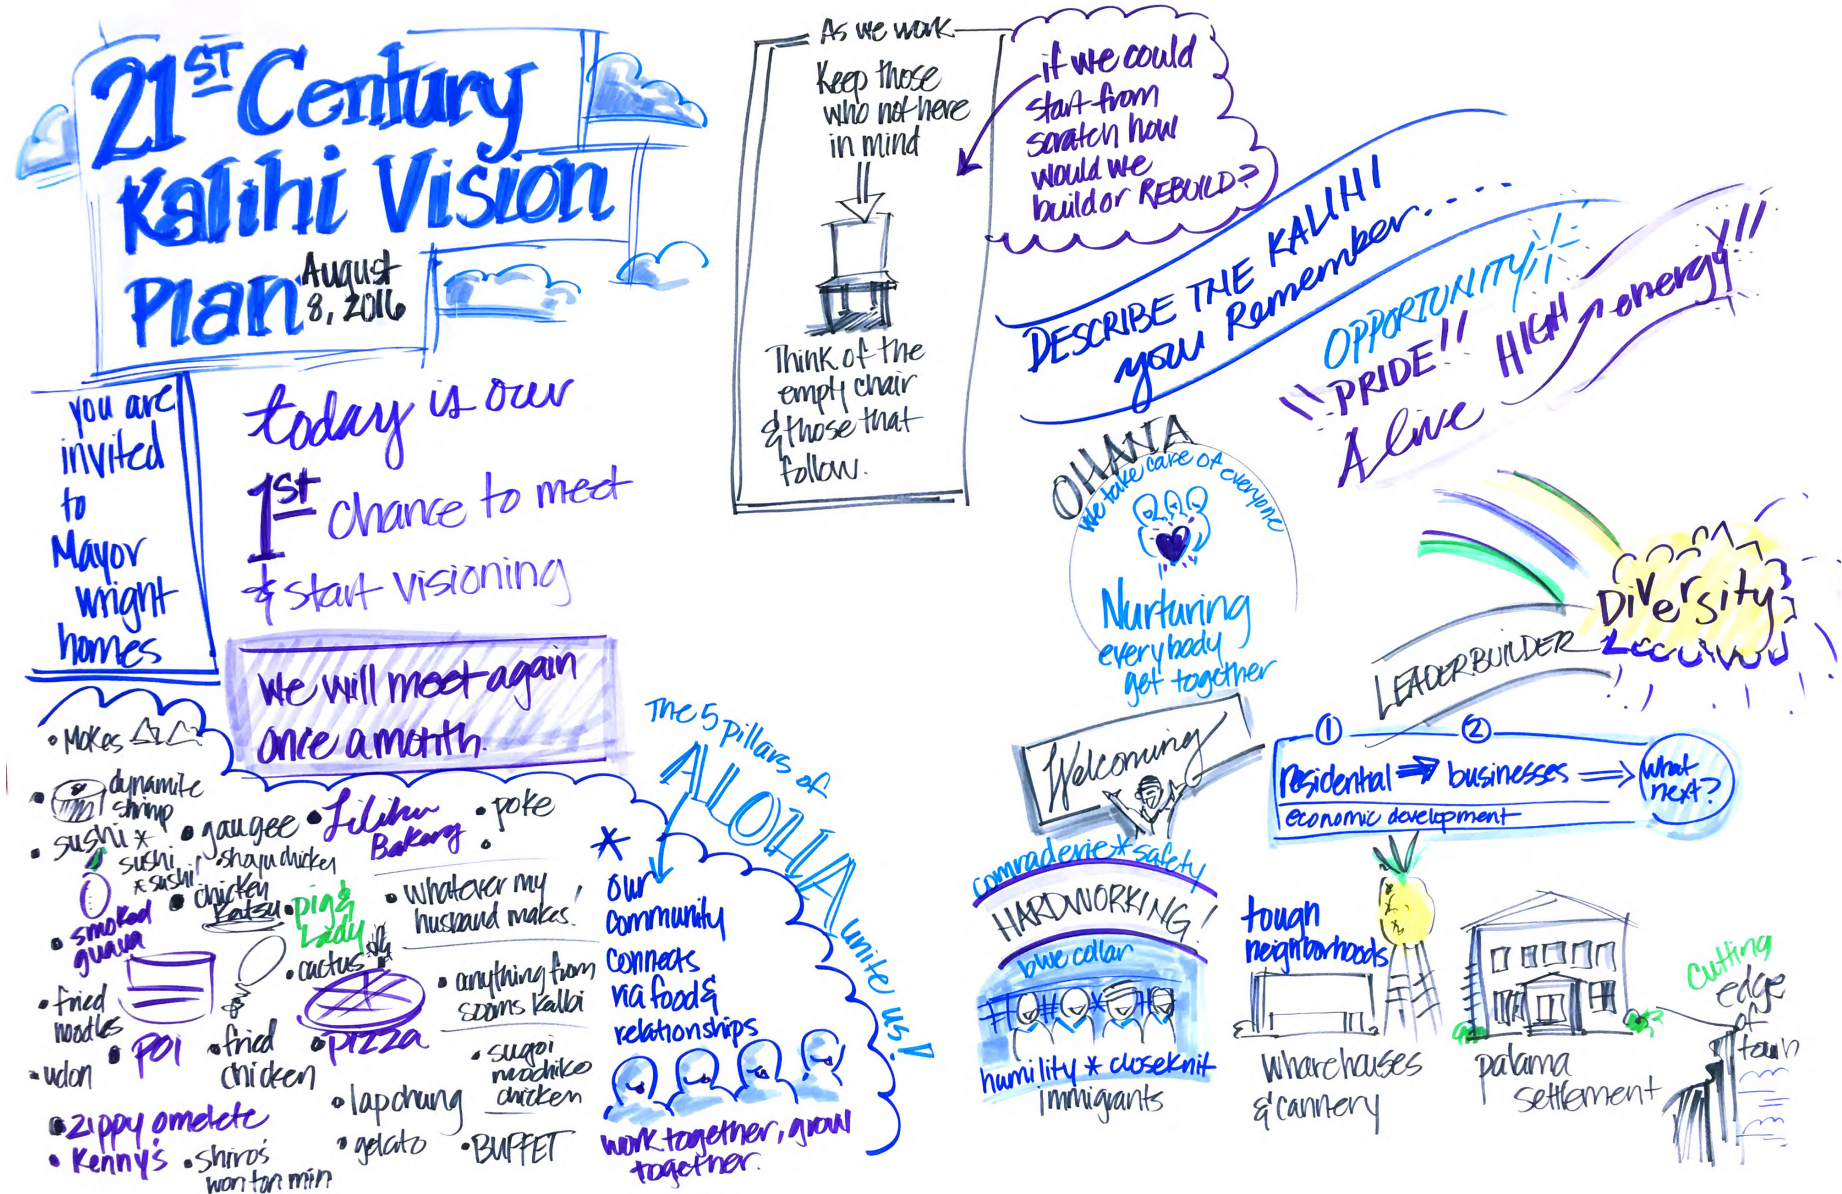 21ST Century
Kalihi Vision
Plan
August
8, 2016
you are
invited
to
Mayor
wright
homes
today is our
1st chance to meet
& start visioning
we will meet again
once a month.
As we work
Keep those
who not here
in mind
Think of the
empty chair
& those that
follow.
if we could
start from
scratch how
would we
build or REBUILD?
DESCRIBE THE KALIHI
you Remember....
OPPORTUNITY!
"PRIDE!! HIGH energy!!!
Alive
OHANA
we take care of everyone
Nurturing
everybody
get together
Diversity
LEADERBUILDER
Welcoming
① ②
residential ⇒ businesses ⇒ what
next?
economic development
comraderie * safety
HARDWORKING!
blue collar
humility * closeknit
immigrants
tough
neighborhoods
wharehouses
& cannery
palama
settlement
cutting
edge
of
town
• Mokes
• dynamite
shrimp
• sushi *
sushi
* sushi!
• gaugee
• shoyu chicken
• Liliha
Bakery
• poke
• chicken
katsu
• pig &
Lady
• whatever my
husband makes!
• smoked
guava
• cactus
• anything from
sooms kalbi
• fried
noodles
• poi
• fried
chicken
• pizza
• sugoi
mochiko
chicken
• udon
• lapchung
• Zippy omelete
• Kenny's
• shiro's
won ton min
• gelato
• BUFFET
The 5 pillars of
ALOHA
unite us!
* our
community
connects
via food &
relationships
work together, grow
together.